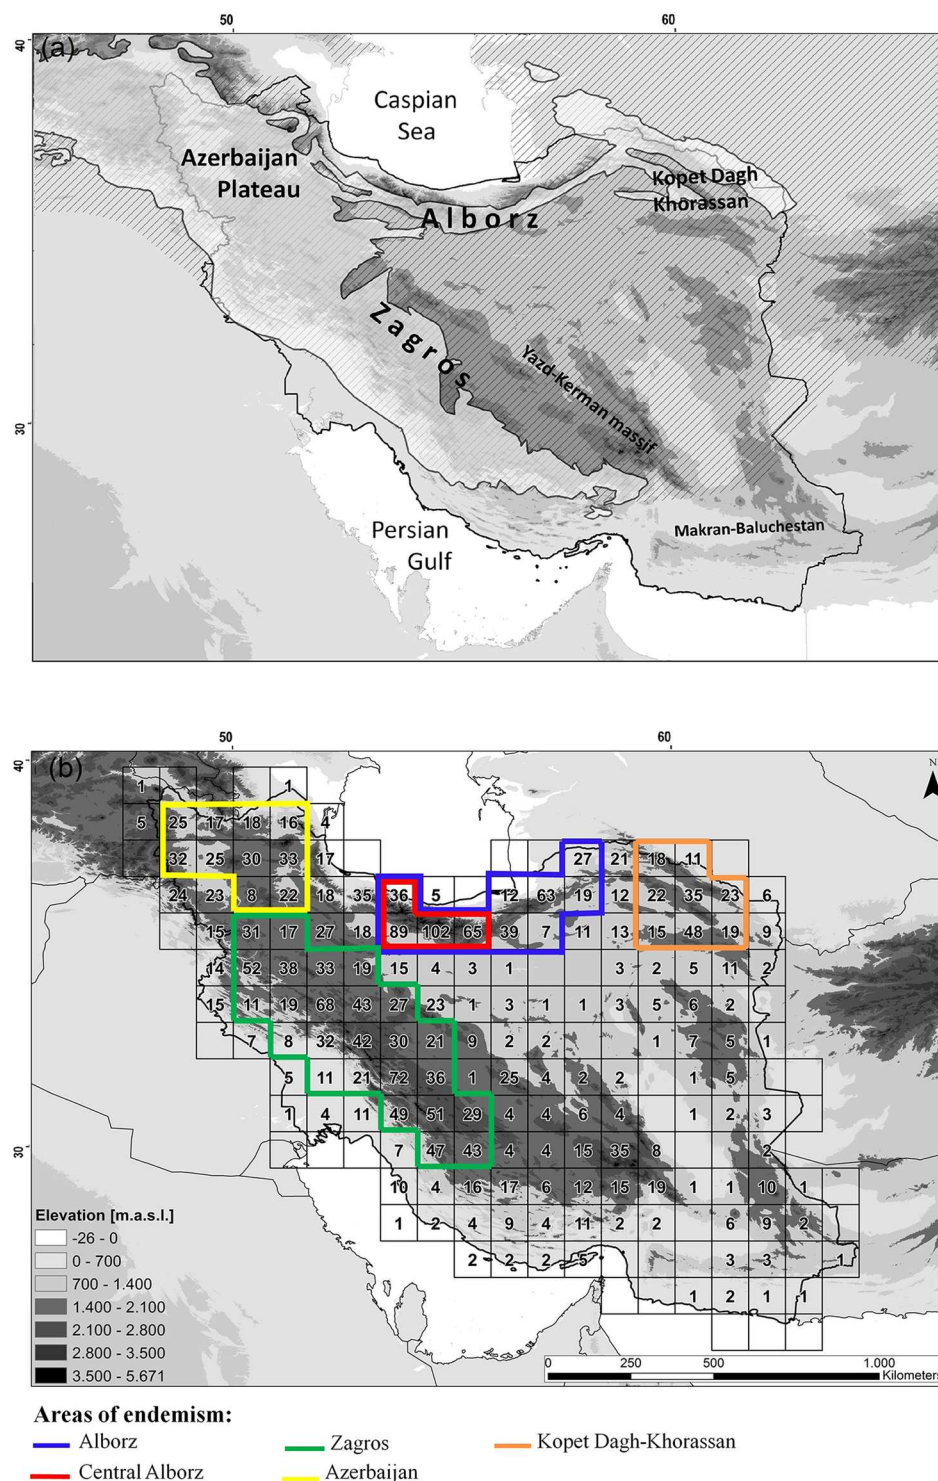 50 60
40
(a)
Caspian
Sea
Azerbaijan
Plateau
Kopet Dagh
Khorassan
Alborz
Zagros
Yazd-Kerman massif
30
Persian
Gulf
Makran-Baluchestan
50 60
40
(b)
N
1 1
5 25 17 18 16 4
32 25 30 33 17 27 21 18 11
24 23 8 22 18 35 36 5 12 63 19 12 22 35 23 6
15 31 17 27 18 89 102 65 39 7 11 13 15 48 19 9
14 52 38 33 19 15 4 3 1 3 2 5 11 2
15 11 19 68 43 27 23 1 3 1 1 3 5 6 2
7 8 32 42 30 21 9 2 2 1 7 5 1
5 11 21 72 36 1 25 4 2 2 1 5
1 4 11 49 51 29 4 4 6 4 1 2 3
30
7 47 43 4 4 15 35 8 2
10 4 16 17 6 12 15 19 1 1 10 1
1 2 4 9 4 11 2 2 6 9 2
2 2 2 5 3 3 1
1 2 1 1
Elevation [m.a.s.l.]
-26 - 0
0 - 700
700 - 1.400
1.400 - 2.100
2.100 - 2.800
2.800 - 3.500
3.500 - 5.671
0 250 500 1.000
Kilometers
Areas of endemism:
Alborz Zagros Kopet Dagh-Khorassan
Central Alborz Azerbaijan